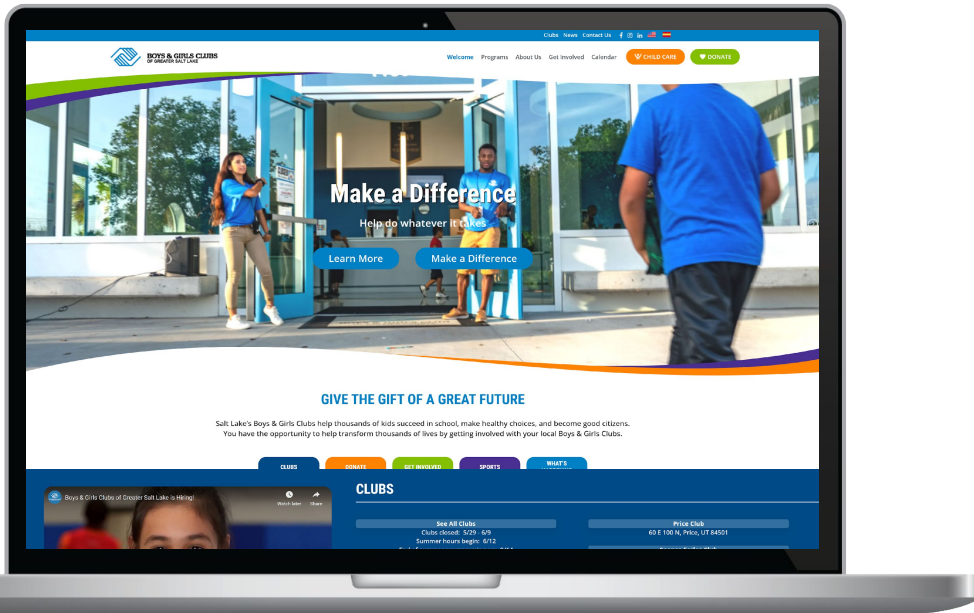 Clubs News Contact Us
BOYS & GIRLS CLUBS
OF GREATER SALT LAKE
Welcome Programs About Us Get Involved Calendar CHILD CARE DONATE
Make a Difference
Help do whatever it takes
Learn More Make a Difference
GIVE THE GIFT OF A GREAT FUTURE
Salt Lake's Boys & Girls Clubs help thousands of kids succeed in school, make healthy choices, and become good citizens.
You have the opportunity to help transform thousands of lives by getting involved with your local Boys & Girls Clubs.
CLUBS DONATE GET INVOLVED SPORTS WHAT'S
CLUBS
Boys & Girls Clubs of Greater Salt Lake is Hiring!
Watch later Share
See All Clubs
Clubs closed: 5/29 - 6/9
Summer hours begin: 6/12
Price Club
60 E 100 N, Price, UT 84501